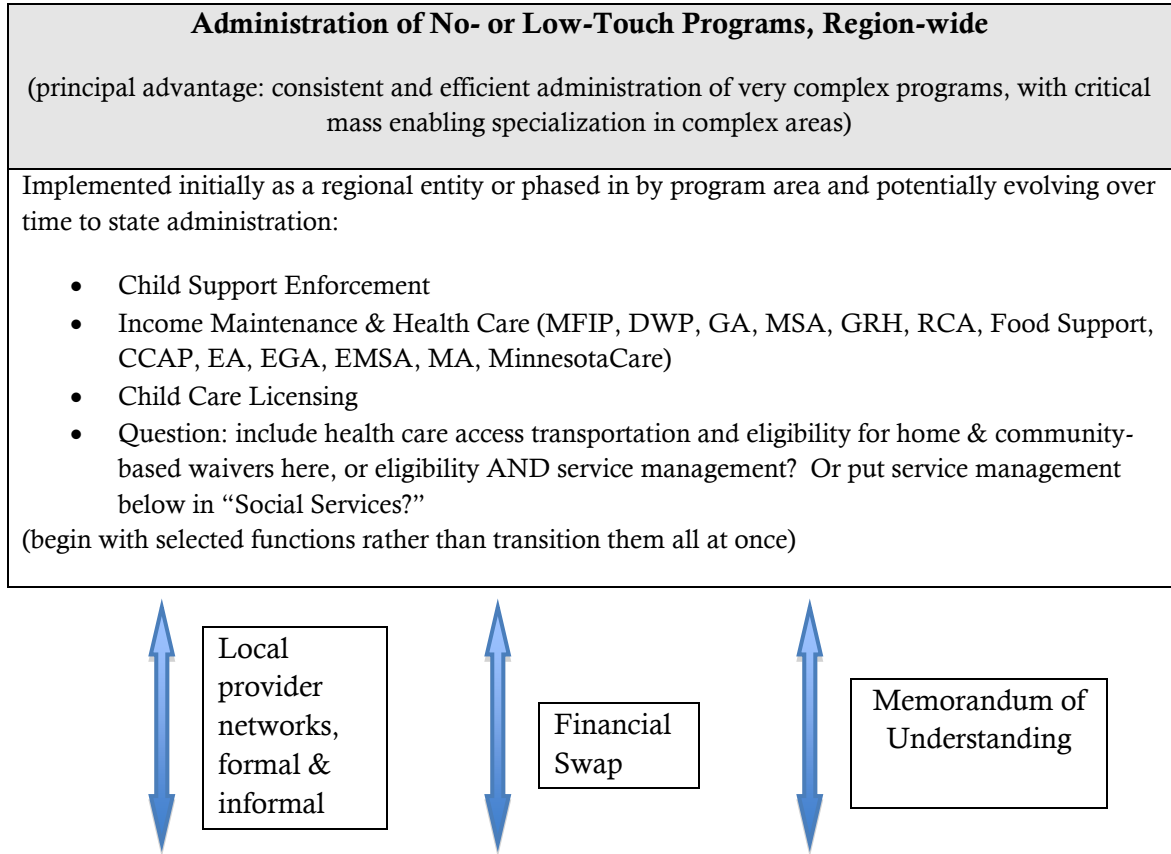 Administration of No- or Low-Touch Programs, Region-wide
(principal advantage: consistent and efficient administration of very complex programs, with critical
mass enabling specialization in complex areas)
Implemented initially as a regional entity or phased in by program area and potentially evolving over
time to state administration:
• Child Support Enforcement
• Income Maintenance & Health Care (MFIP, DWP, GA, MSA, GRH, RCA, Food Support,
CCAP, EA, EGA, EMSA, MA, MinnesotaCare)
• Child Care Licensing
• Question: include health care access transportation and eligibility for home & community-
based waivers here, or eligibility AND service management?  Or put service management
below in “Social Services?”
(begin with selected functions rather than transition them all at once)
Local
provider
networks,
formal &
informal
Financial
Swap
Memorandum of
Understanding